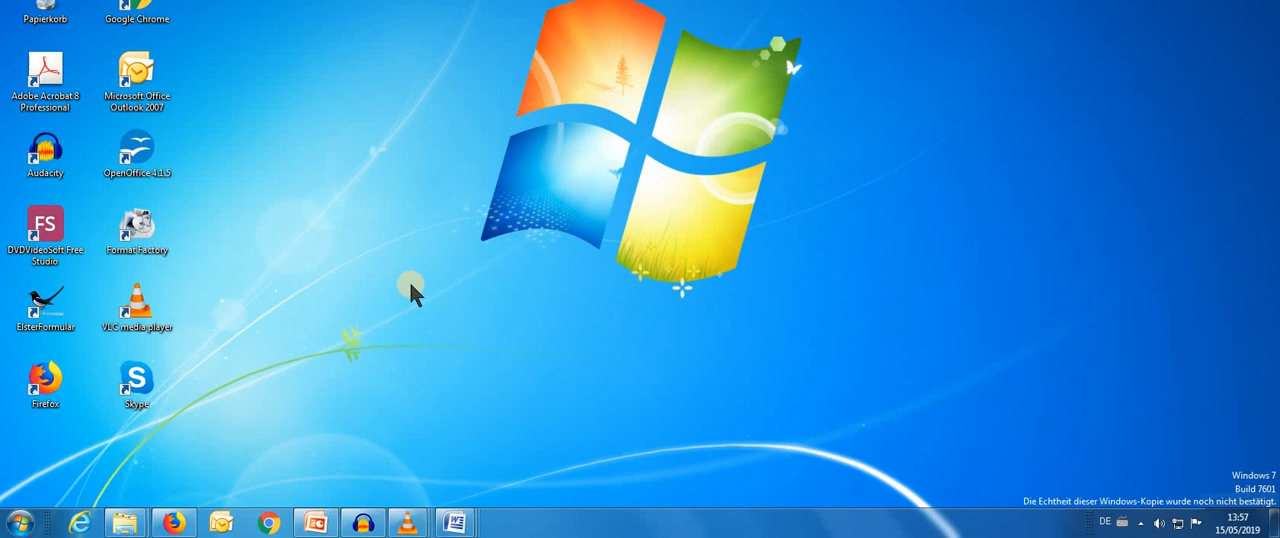 Papierkorb
Google Chrome
Adobe Acrobat 8
Professional
Microsoft Office
Outlook 2007
Audacity
OpenOffice 4.1.5
FS
DVDVideoSoft Free
Studio
Format Factory
ElsterFormular
VLC media player
Firefox
S
Skype
Windows 7
Build 7601
Die Echtheit dieser Windows-Kopie wurde noch nicht bestätigt.
DE
13:57
15/05/2019